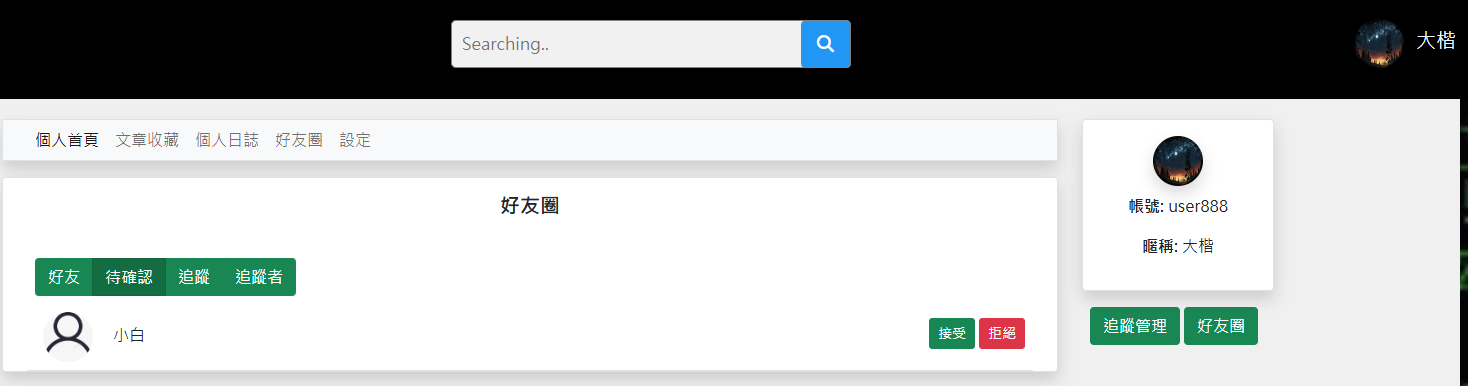 Searching..
大楷
個人首頁 文章收藏 個人日誌 好友圈 設定
好友圈
好友 待確認 追蹤 追蹤者
小白 接受 拒絕
帳號: user888
暱稱: 大楷
追蹤管理 好友圈